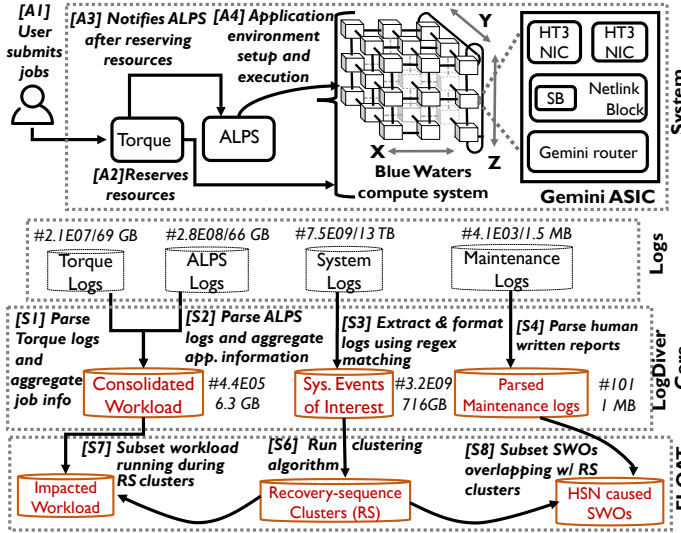 [A1]
User
submits
jobs
[A3] Notifies ALPS
after reserving
resources
[A4] Application
environment
setup and
execution
Torque
ALPS
[A2]Reserves
resources
X
Y
Z
Blue Waters
compute system
HT3
NIC
HT3
NIC
SB
Netlink
Block
Gemini router
Gemini ASIC
System
#2.1E07/69 GB
#2.8E08/66 GB
#7.5E09/13 TB
#4.1E03/1.5 MB
Torque
Logs
ALPS
Logs
System
Logs
Maintenance
Logs
Logs
[S1] Parse
Torque logs
and
aggregate
job info
[S2] Parse ALPS
logs and aggregate
app. information
[S3] Extract & format
logs using regex
matching
[S4] Parse human
written reports
Consolidated
Workload
#4.4E05
6.3 GB
Sys. Events
of Interest
#3.2E09
716GB
Parsed
Maintenance logs
#101
1 MB
LogDiver
Core
[S7] Subset workload
running during
RS clusters
[S6] Run clustering
algorithm
[S8] Subset SWOs
overlapping w/ RS
clusters
Impacted
Workload
Recovery-sequence
Clusters (RS)
HSN caused
SWOs